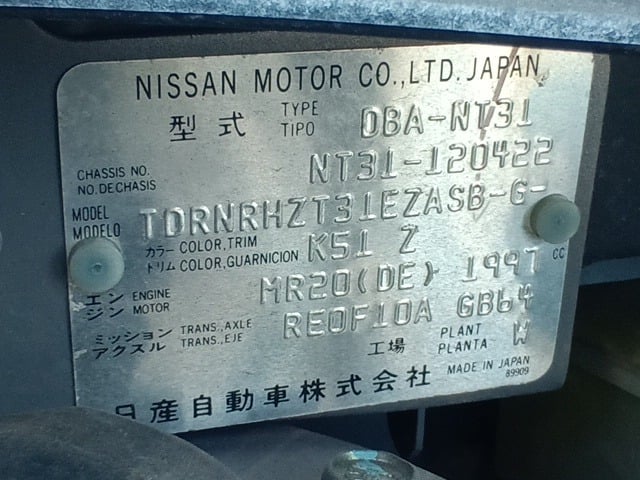 NISSAN MOTOR CO.,LTD. JAPAN
型式 TYPE TIPO DBA-NT31
CHASSIS NO. NO. DE CHASIS NT31-120422
MODEL MODELO TDRNRHZT31EZASB-G-
カラー COLOR, TRIM トリム COLOR, GUARNICION K51 Z
エンジン ENGINE MOTOR MR20(DE) 1997 CC
ミッション アクスル TRANS., AXLE TRANS., EJE RE0F10A GB64
工場 PLANT PLANTA W
日産自動車株式会社 MADE IN JAPAN
89909